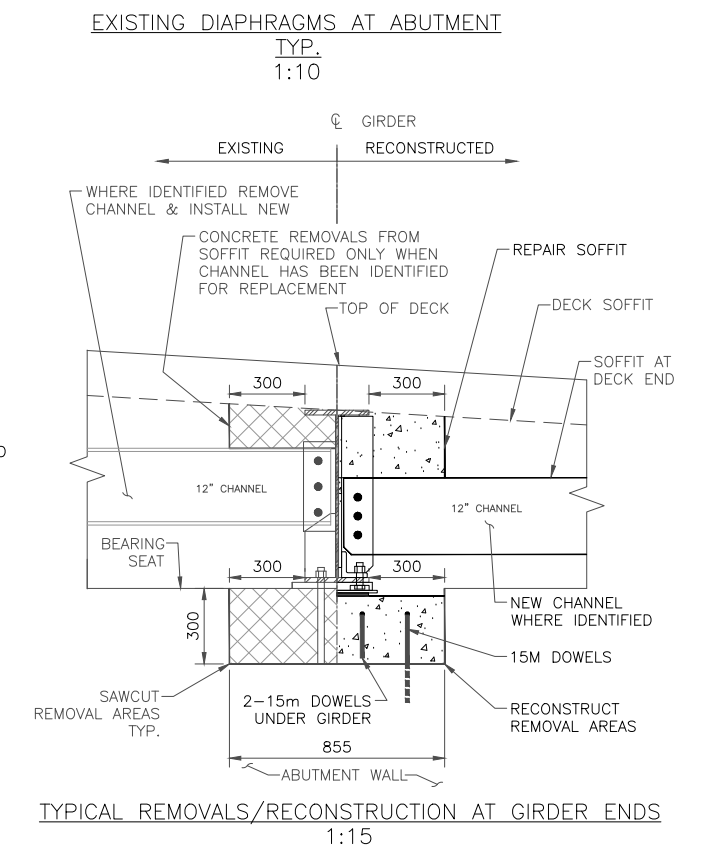 EXISTING DIAPHRAGMS AT ABUTMENT
TYP.
1:10
℄ GIRDER
EXISTING
RECONSTRUCTED
WHERE IDENTIFIED REMOVE
CHANNEL & INSTALL NEW
CONCRETE REMOVALS FROM
SOFFIT REQUIRED ONLY WHEN
CHANNEL HAS BEEN IDENTIFIED
FOR REPLACEMENT
REPAIR SOFFIT
TOP OF DECK
DECK SOFFIT
SOFFIT AT
DECK END
300
300
12" CHANNEL
12" CHANNEL
BEARING
SEAT
300
300
300
NEW CHANNEL
WHERE IDENTIFIED
15M DOWELS
SAWCUT
REMOVAL AREAS
TYP.
2-15m DOWELS
UNDER GIRDER
RECONSTRUCT
REMOVAL AREAS
855
ABUTMENT WALL
TYPICAL REMOVALS/RECONSTRUCTION AT GIRDER ENDS
1:15